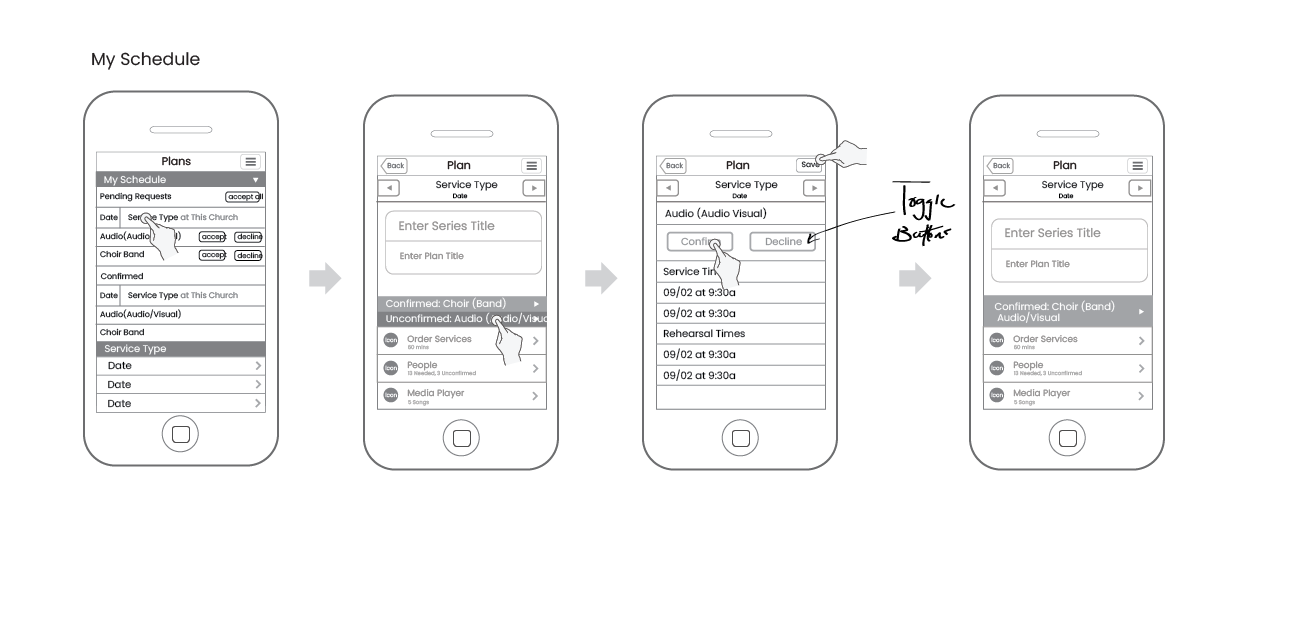 My Schedule
Plans
My Schedule
Pending Requests accept all
Date Service Type at This Church
Audio(Audio accept decline
Choir Band accept decline
Confirmed
Date Service Type at This Church
Audio(Audio/Visual)
Choir Band
Service Type
Date
Date
Date
Back Plan
Service Type
Date
Enter Series Title
Enter Plan Title
Confirmed: Choir (Band)
Unconfirmed: Audio (Audio/Visual
Icon Order Services
60 mins
Icon People
13 Needed, 3 Unconfirmed
Icon Media Player
5 Songs
Back Plan Save
Service Type
Date
Audio (Audio Visual)
Confirm Decline
Service Tim
09/02 at 9:30a
09/02 at 9:30a
Rehearsal Times
09/02 at 9:30a
09/02 at 9:30a
Toggle
Button
Back Plan
Service Type
Date
Enter Series Title
Enter Plan Title
Confirmed: Choir (Band)
Audio/Visual
Icon Order Services
60 mins
Icon People
13 Needed, 3 Unconfirmed
Icon Media Player
5 Songs